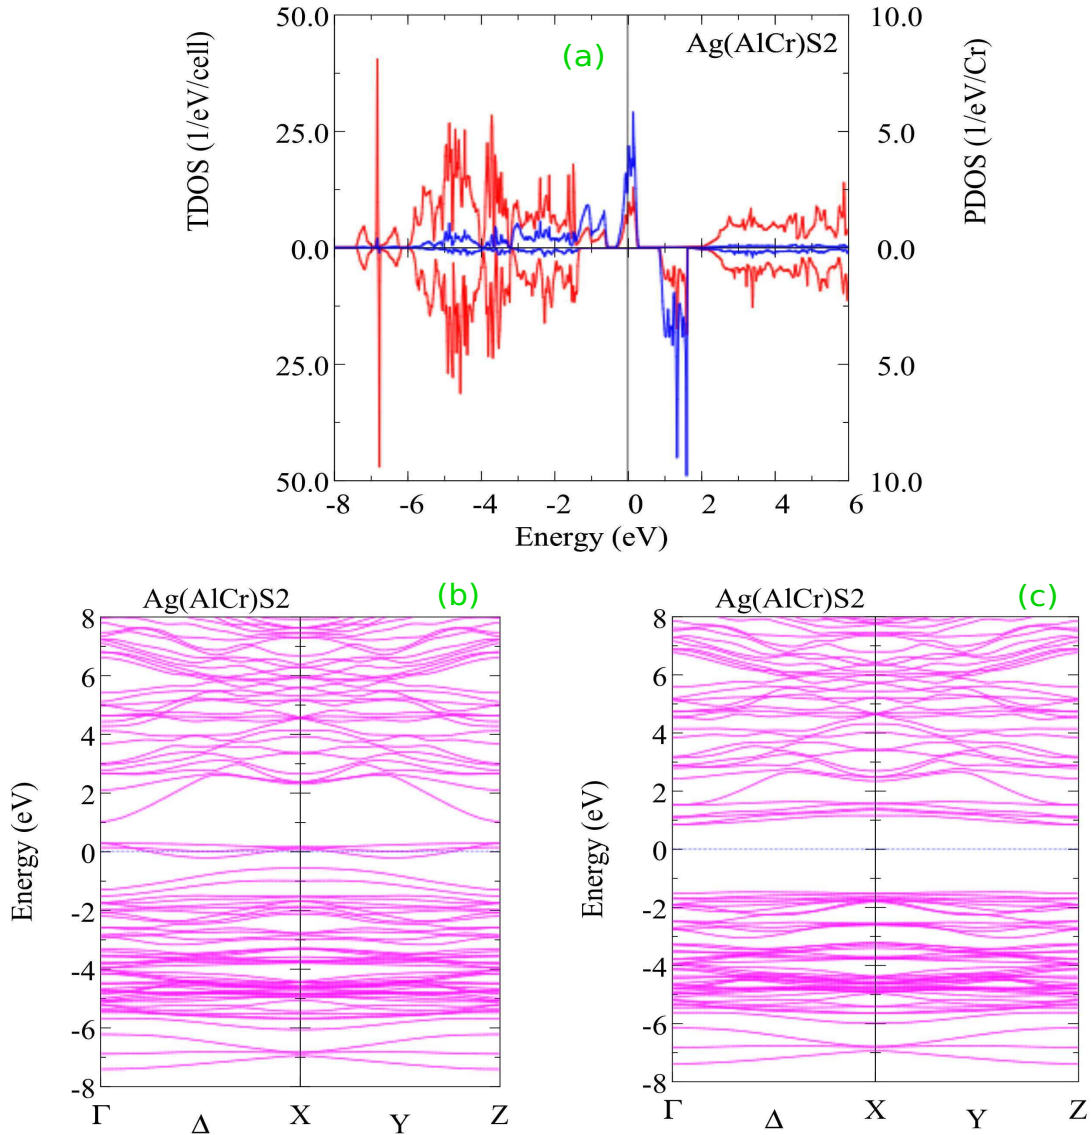 50.0
10.0
(a)
Ag(AlCr)S2
TDOS (1/eV/cell)
PDOS (1/eV/Cr)
25.0
5.0
0.0
0.0
25.0
5.0
50.0
10.0
-8 -6 -4 -2 0 2 4 6
Energy (eV)
Ag(AlCr)S2
(b)
8
6
4
2
0
-2
-4
-6
-8
Energy (eV)
Γ Δ X Y Z
Ag(AlCr)S2
(c)
8
6
4
2
0
-2
-4
-6
-8
Energy (eV)
Γ Δ X Y Z